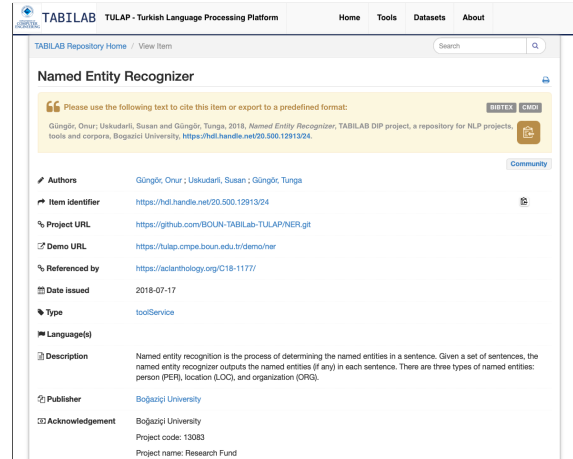 TABILAB TULAP - Turkish Language Processing Platform Home Tools Datasets About
TABILAB Repository Home / View Item Search
Named Entity Recognizer
Please use the following text to cite this item or export to a predefined format: BIBTEX CMDI
Güngör, Onur; Uskudarli, Susan and Güngör, Tunga, 2018, Named Entity Recognizer, TABILAB DIP project, a repository for NLP projects,
tools and corpora, Bogazici University, https://hdl.handle.net/20.500.12913/24.
Community
Authors Güngör, Onur ; Uskudarli, Susan ; Güngör, Tunga
Item identifier https://hdl.handle.net/20.500.12913/24
Project URL https://github.com/BOUN-TABILab-TULAP/NER.git
Demo URL https://tulap.cmpe.boun.edu.tr/demo/ner
Referenced by https://aclanthology.org/C18-1177/
Date issued 2018-07-17
Type toolService
Language(s)
Description Named entity recognition is the process of determining the named entities in a sentence. Given a set of sentences, the
named entity recognizer outputs the named entities (if any) in each sentence. There are three types of named entities:
person (PER), location (LOC), and organization (ORG).
Publisher Boğaziçi University
Acknowledgement Boğaziçi University
Project code: 13083
Project name: Research Fund